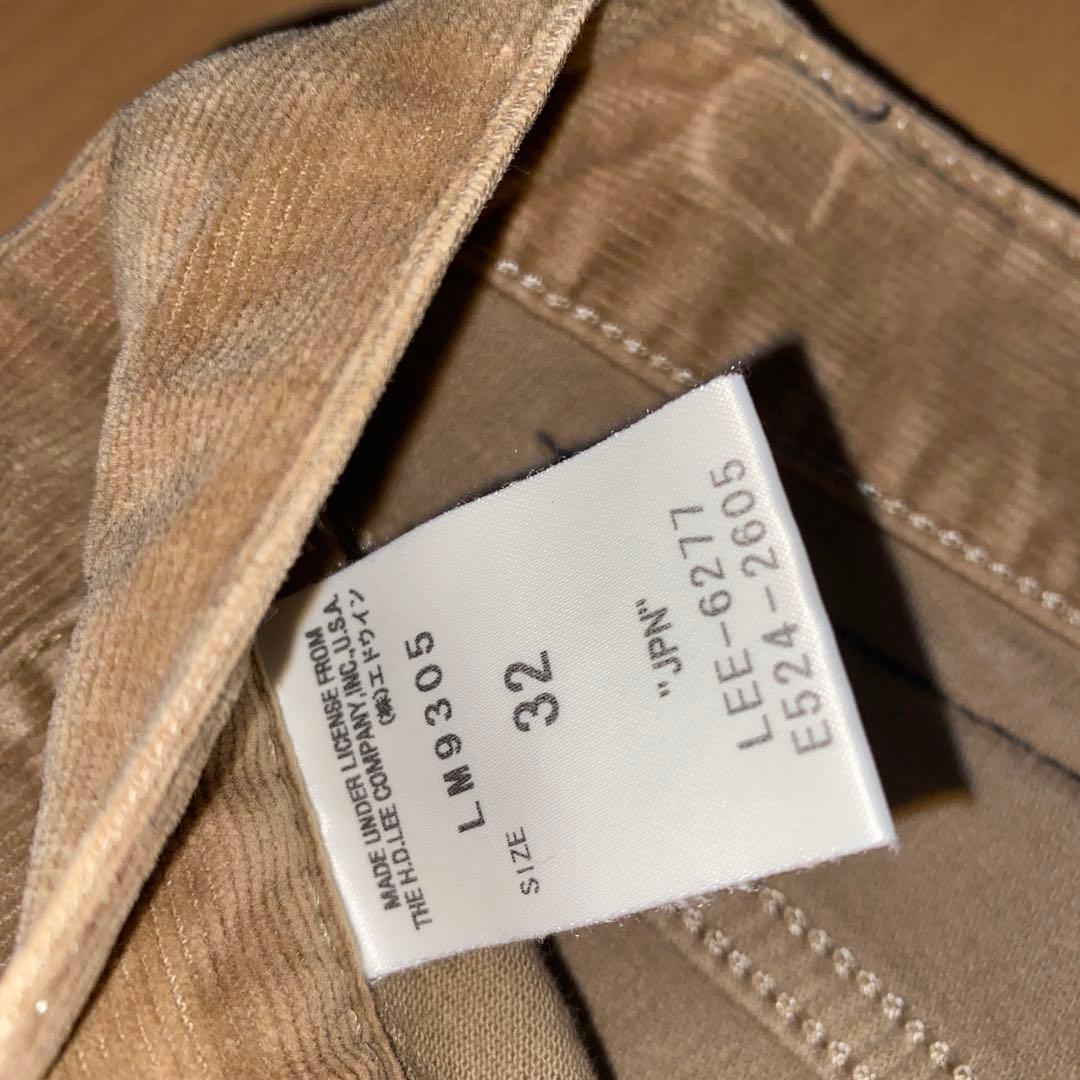 MADE UNDER LICENSE FROM
THE H.D.LEE COMPANY,INC.,U.S.A.
(株)エドウイン
LM9305
SIZE 32
"JPN"
LEE-6277
E524-2605